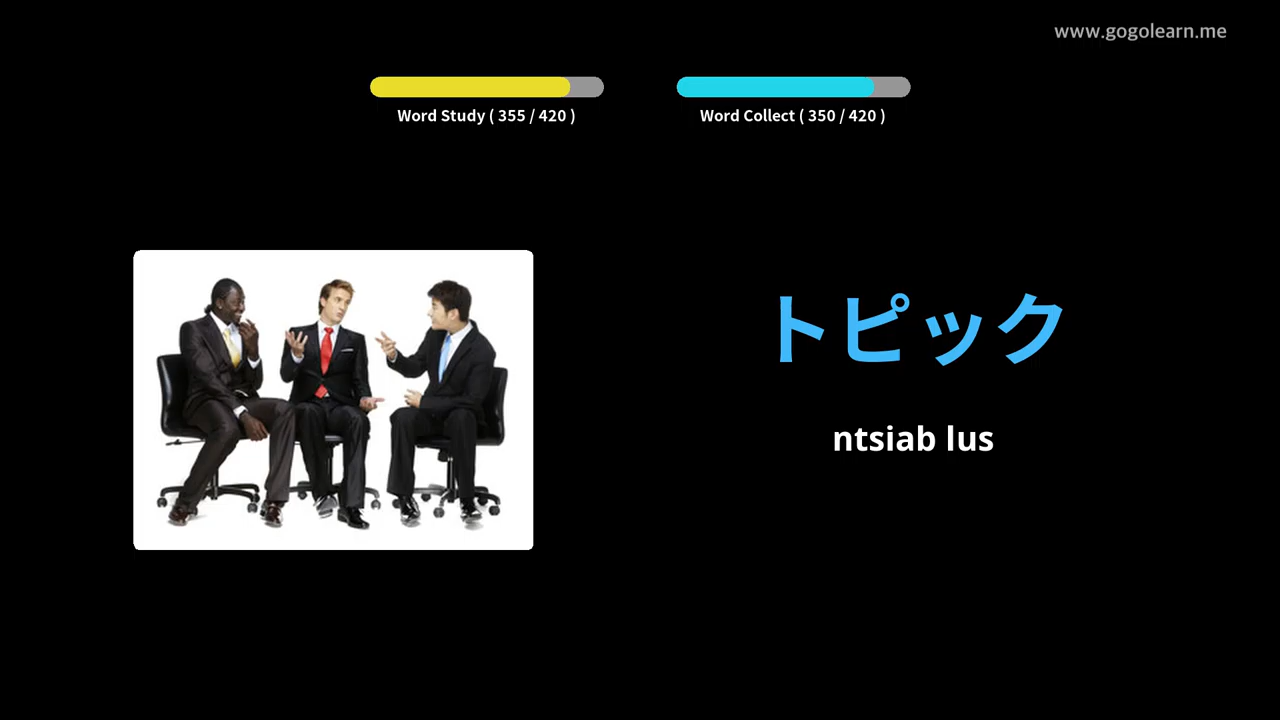 www.gogolearn.me
Word Study ( 355 / 420 )
Word Collect ( 350 / 420 )
トピック
ntsiab lus